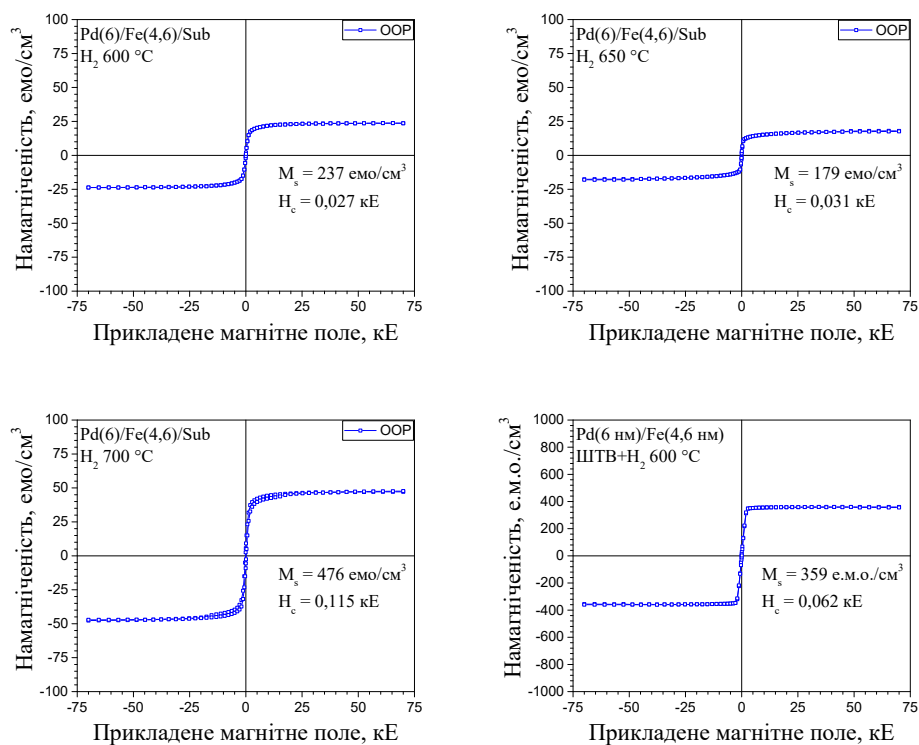 Pd(6)/Fe(4,6)/Sub
H2 600 °C
OOP
Намагніченість, емо/см3
100
75
50
25
0
-25
-50
-75
-100
Ms = 237 емо/см3
Hc = 0,027 кЕ
-75 -50 -25 0 25 50 75
Прикладене магнітне поле, кЕ
Pd(6)/Fe(4,6)/Sub
H2 650 °C
OOP
Намагніченість, емо/см3
100
75
50
25
0
-25
-50
-75
-100
Ms = 179 емо/см3
Hc = 0,031 кЕ
-75 -50 -25 0 25 50 75
Прикладене магнітне поле, кЕ
Pd(6)/Fe(4,6)/Sub
H2 700 °C
OOP
Намагніченість, емо/см3
100
75
50
25
0
-25
-50
-75
-100
Ms = 476 емо/см3
Hc = 0,115 кЕ
-75 -50 -25 0 25 50 75
Прикладене магнітне поле, кЕ
Pd(6 нм)/Fe(4,6 нм)
ШТВ+H2 600 °C
OOP
Намагніченість, е.м.о./см3
1000
800
600
400
200
0
-200
-400
-600
-800
-1000
Ms = 359 е.м.о./см3
Hc = 0,062 кЕ
-75 -50 -25 0 25 50 75
Прикладене магнітне поле, кЕ